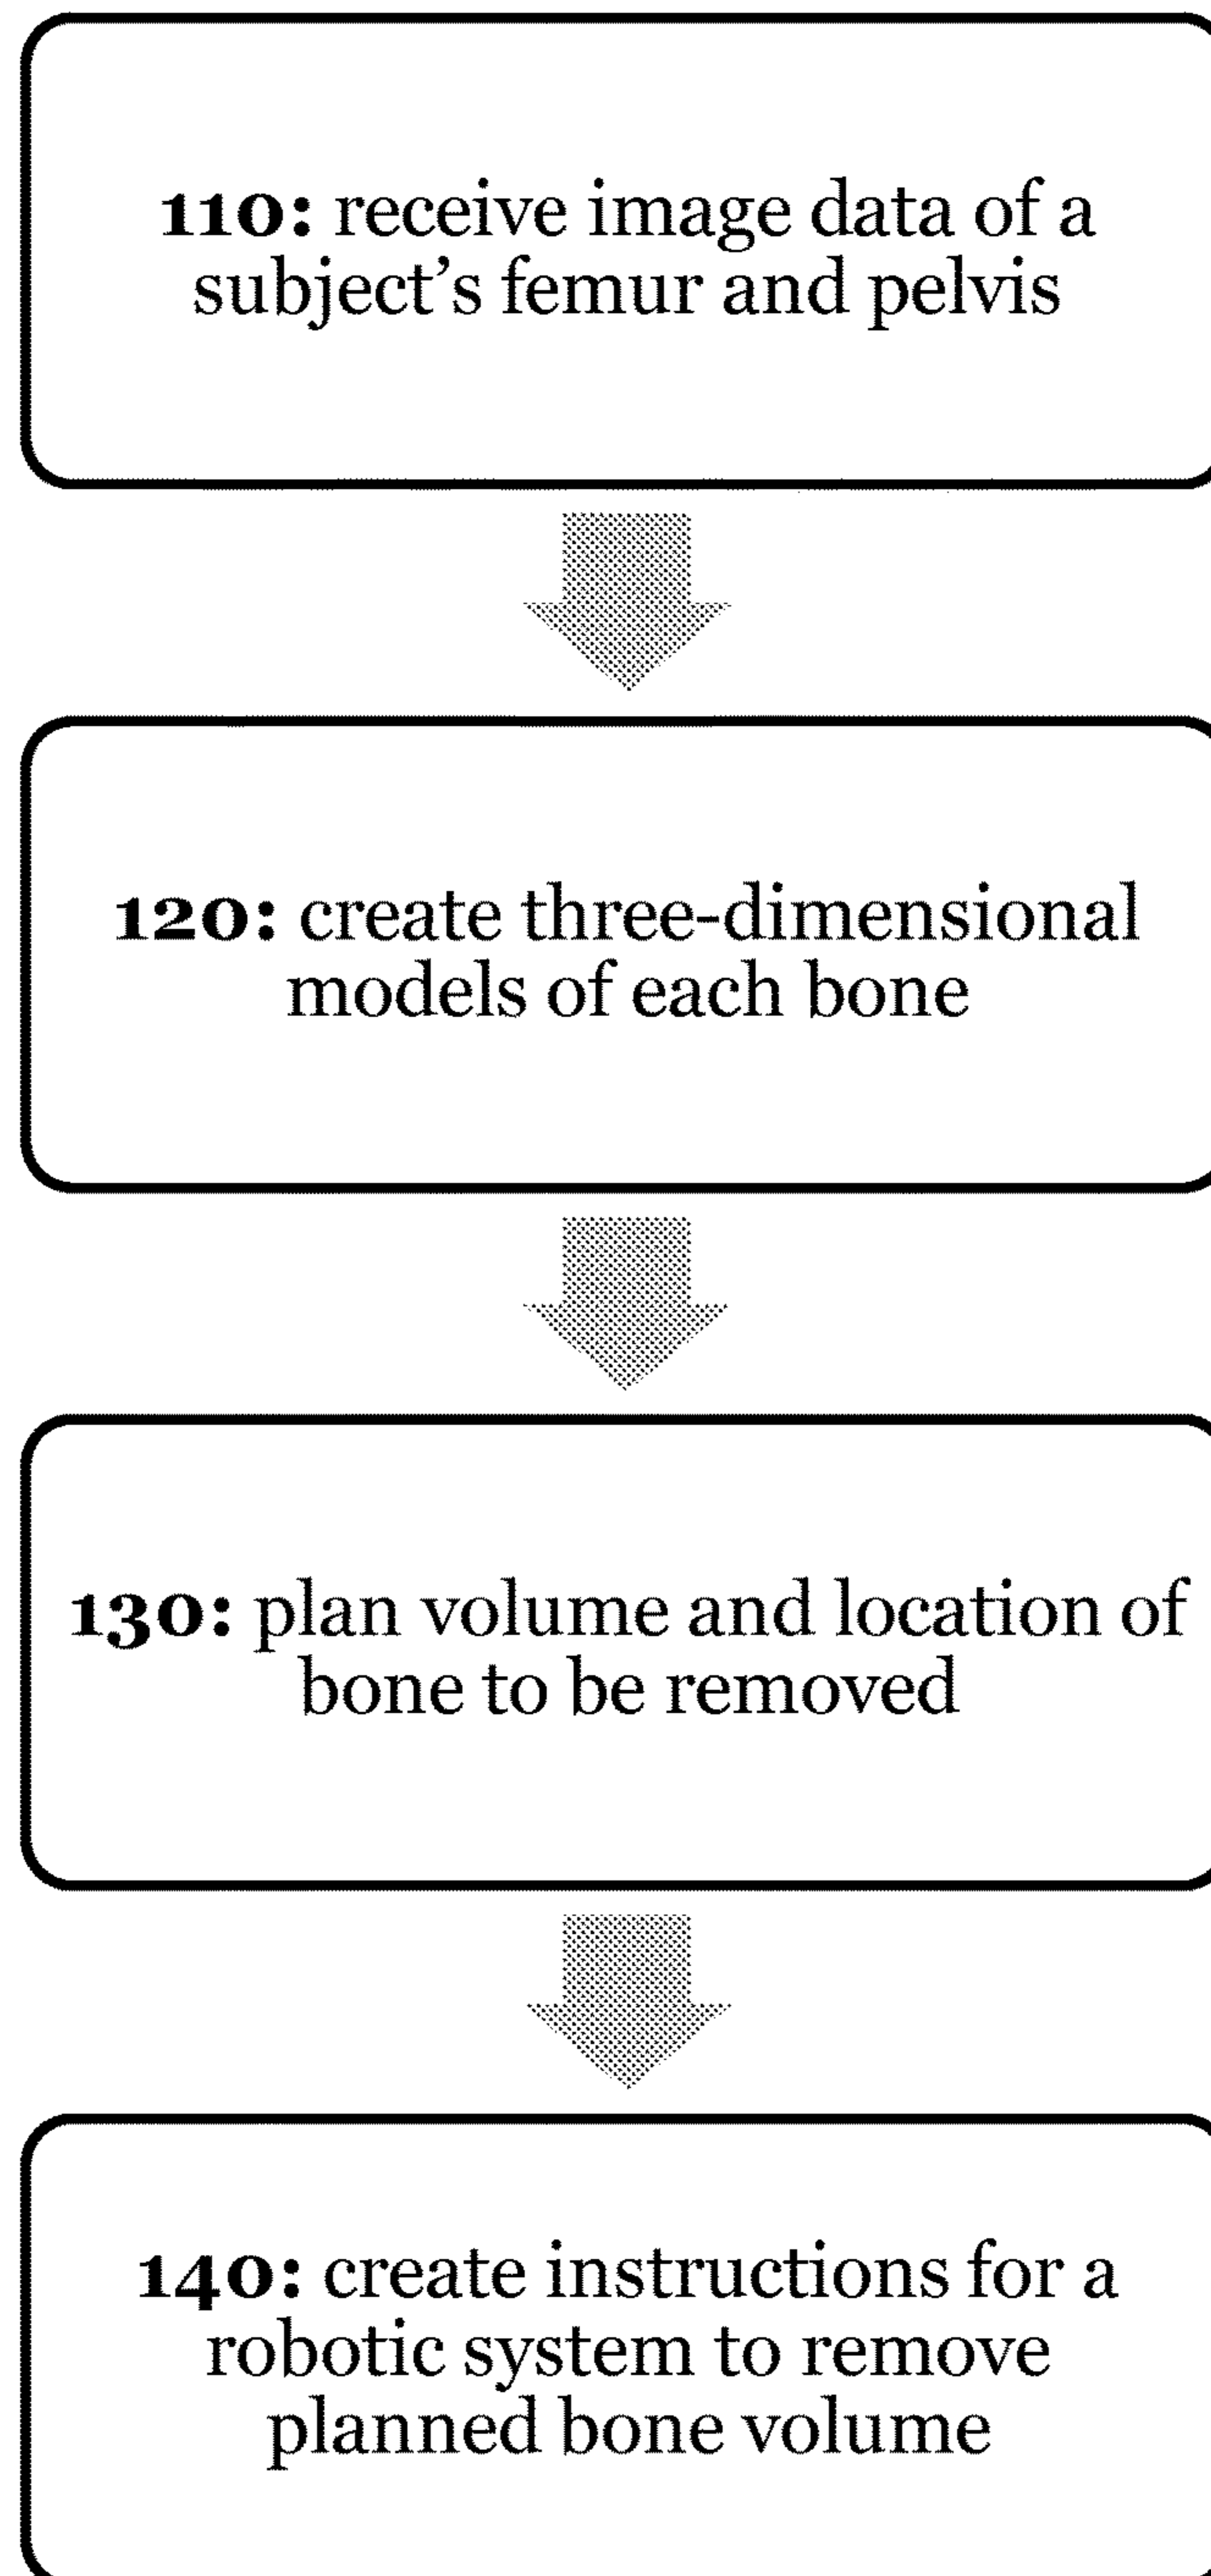 110: receive image data of a
subject’s femur and pelvis
120: create three-dimensional
models of each bone
130: plan volume and location of
bone to be removed
140: create instructions for a
robotic system to remove
planned bone volume